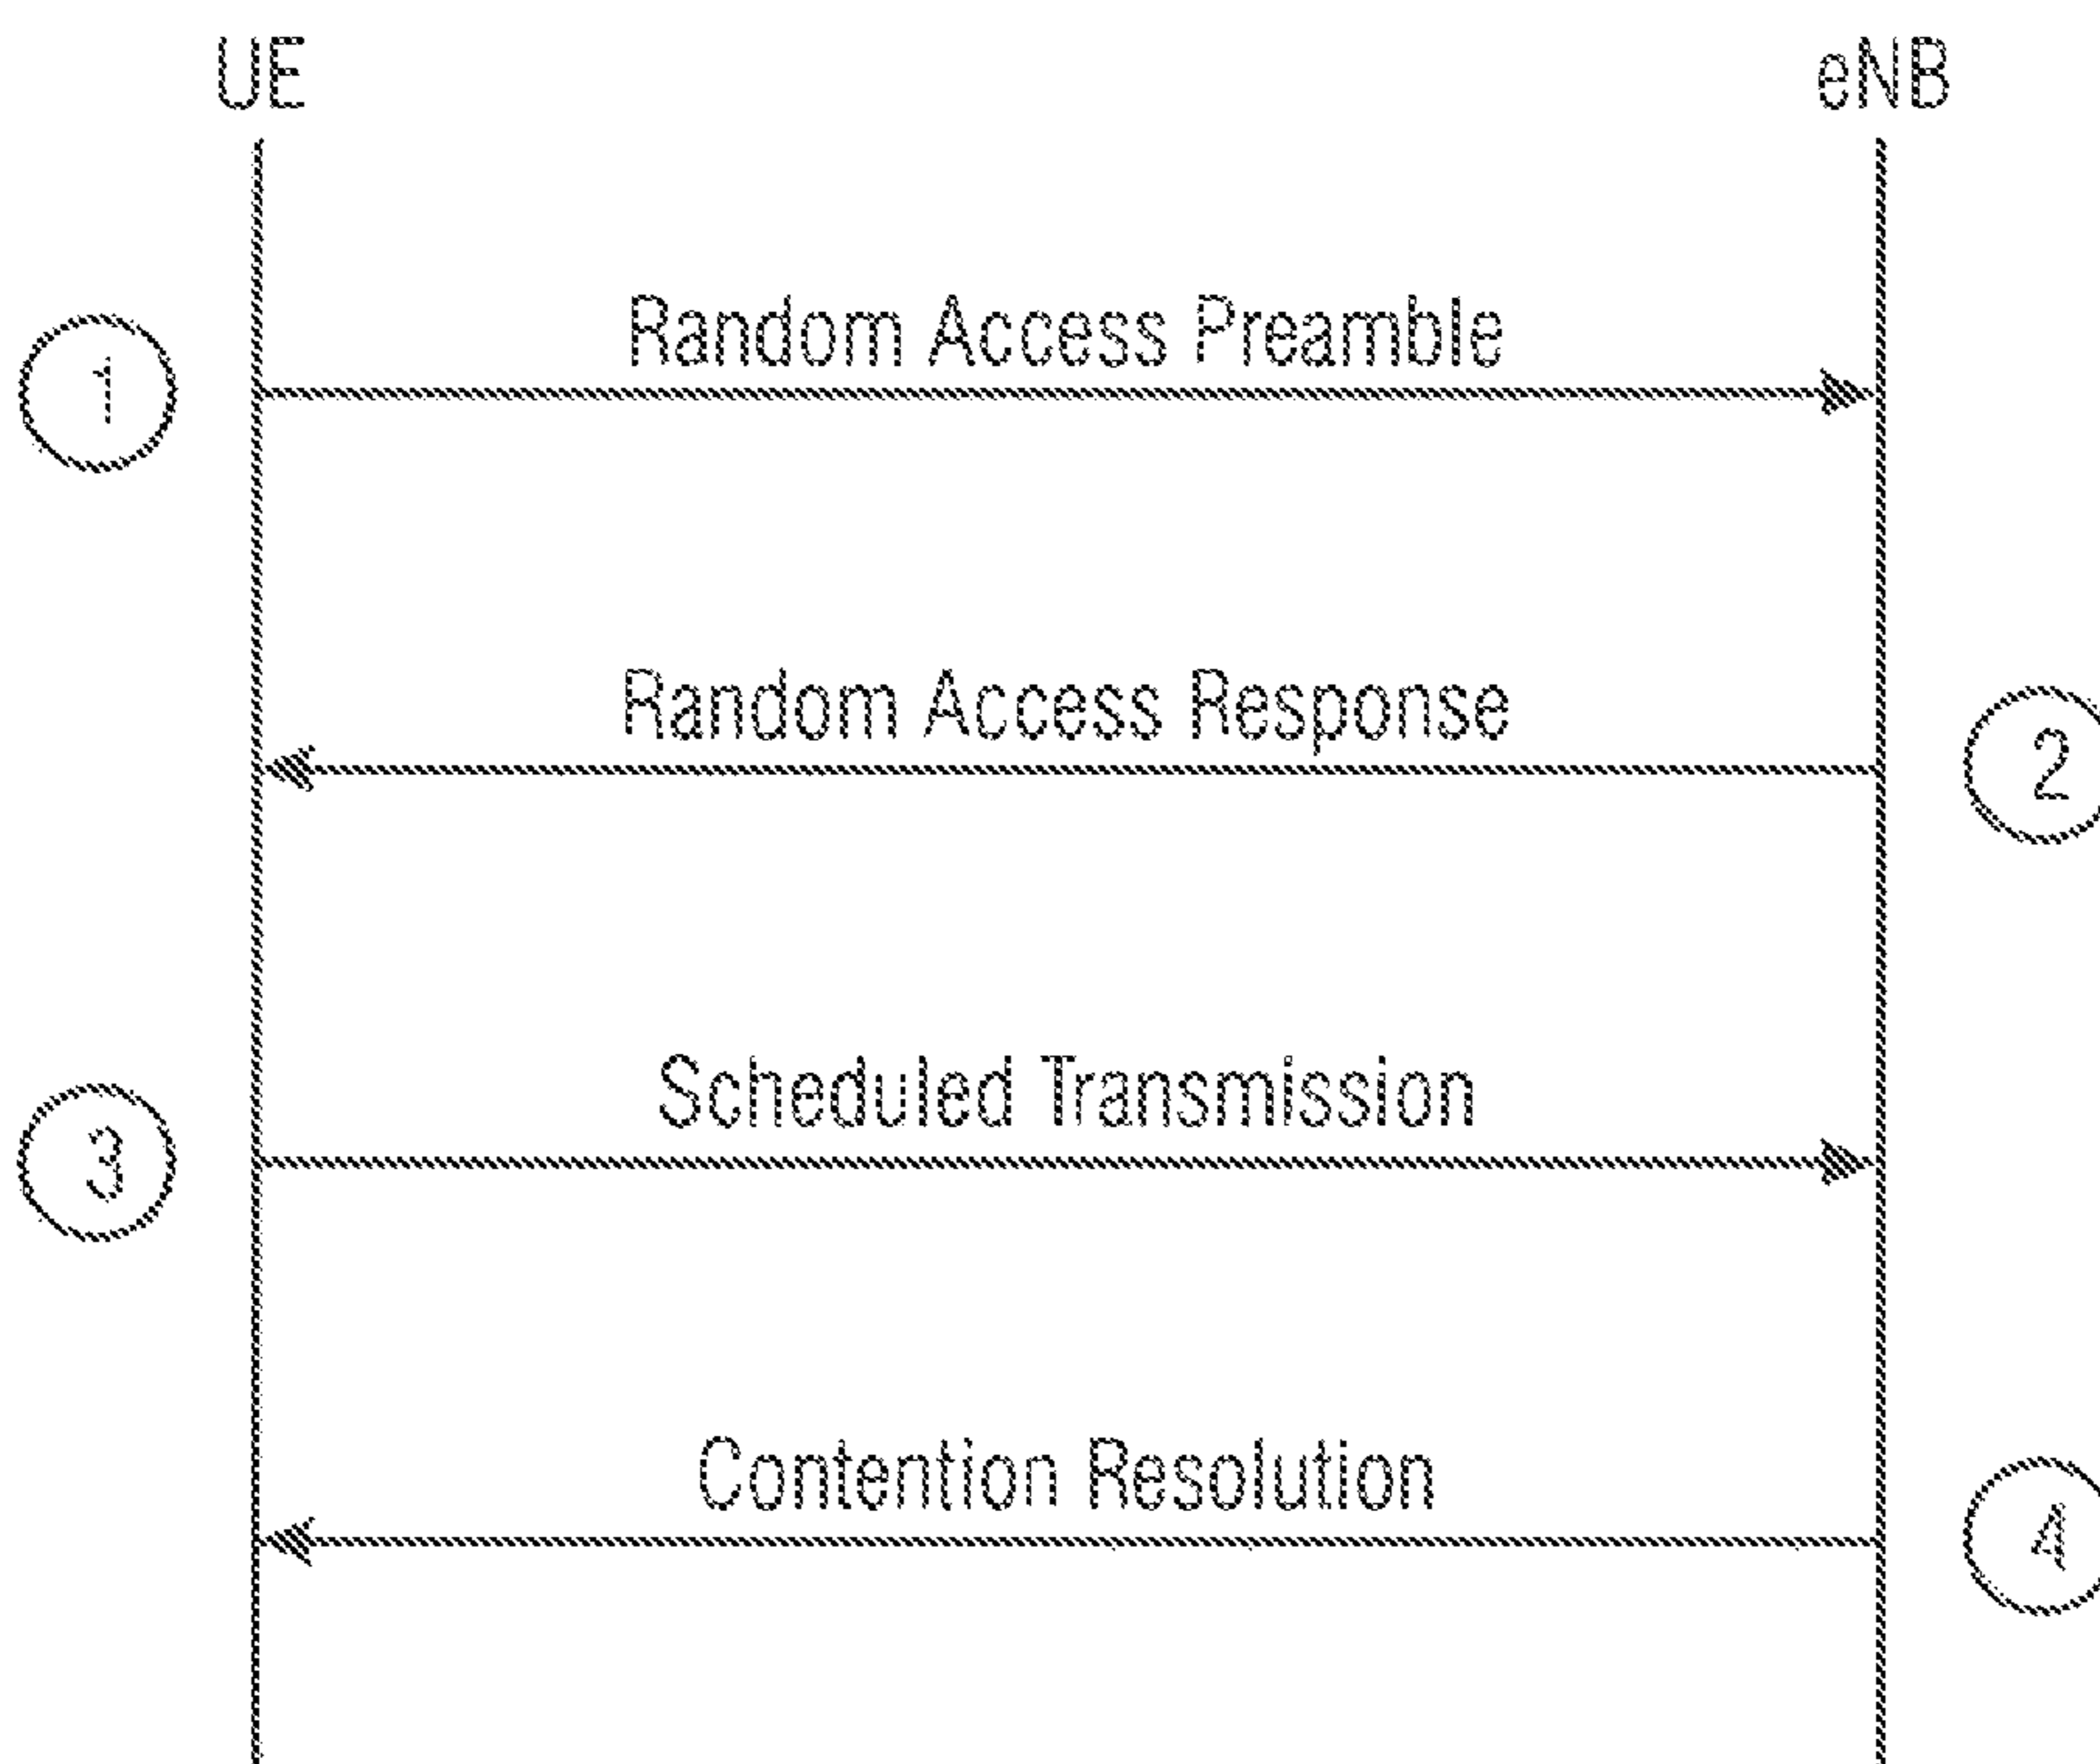 UE eNB
Random Access Preamble
1
Random Access Response
2
Scheduled Transmission
3
Contention Resolution
4